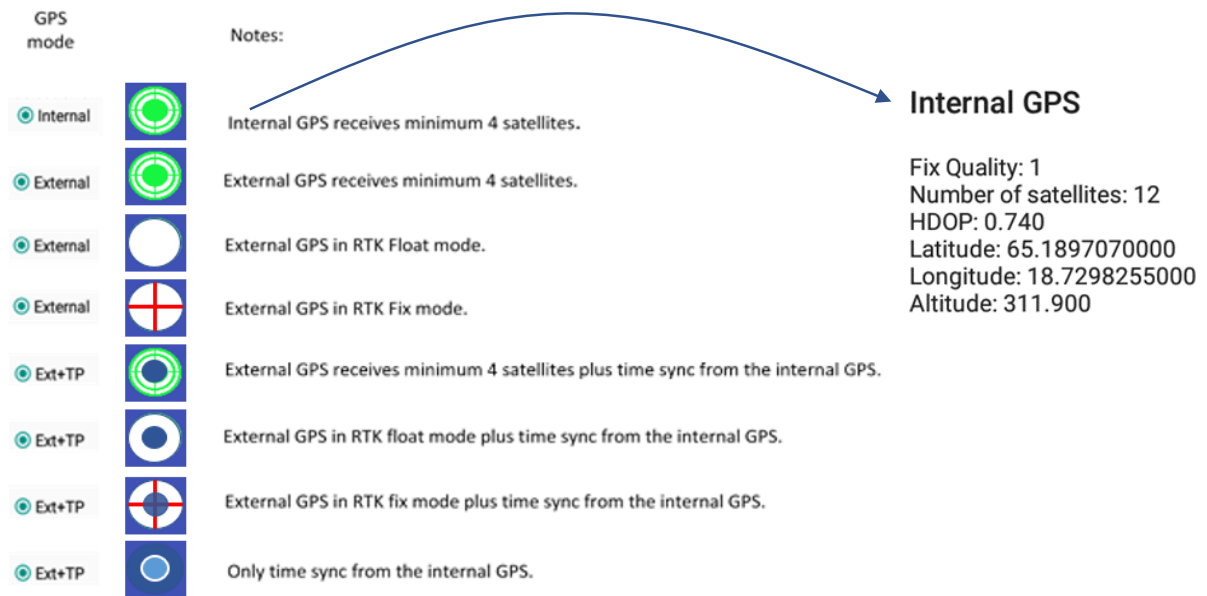 GPS
mode
Notes:
Internal
Internal GPS receives minimum 4 satellites.
External
External GPS receives minimum 4 satellites.
External
External GPS in RTK Float mode.
External
External GPS in RTK Fix mode.
Ext+TP
External GPS receives minimum 4 satellites plus time sync from the internal GPS.
Ext+TP
External GPS in RTK float mode plus time sync from the internal GPS.
Ext+TP
External GPS in RTK fix mode plus time sync from the internal GPS.
Ext+TP
Only time sync from the internal GPS.
Internal GPS
Fix Quality: 1
Number of satellites: 12
HDOP: 0.740
Latitude: 65.1897070000
Longitude: 18.7298255000
Altitude: 311.900